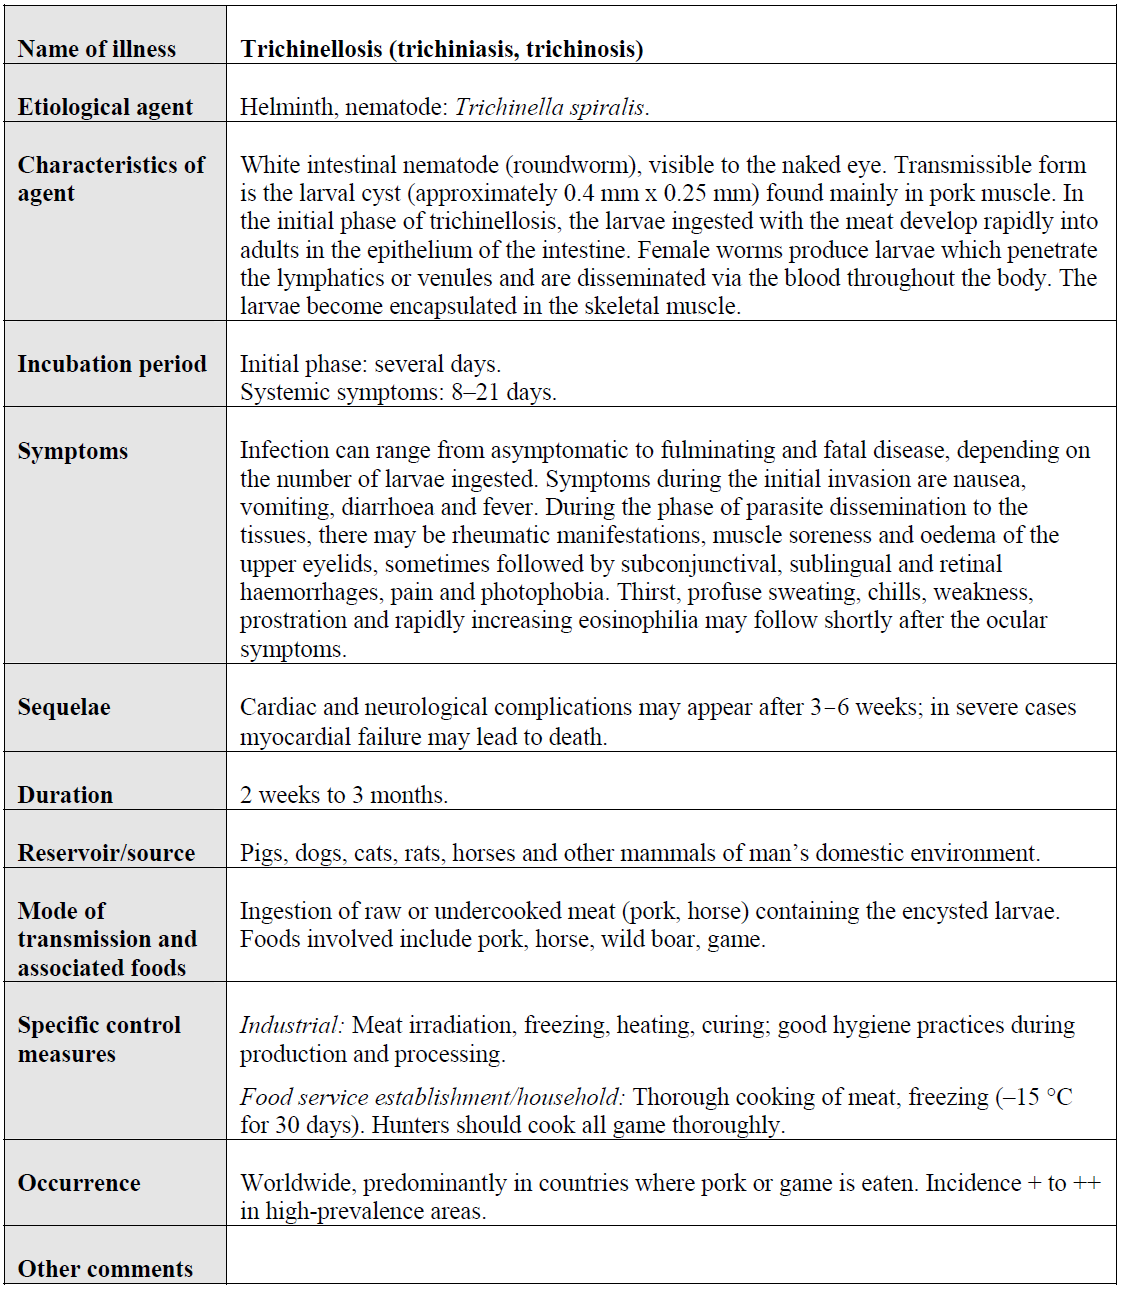 Name of illness
Trichinellosis (trichiniasis, trichinosis)
Etiological agent
Helminth, nematode: Trichinella spiralis.
Characteristics of
agent
White intestinal nematode (roundworm), visible to the naked eye. Transmissible form
is the larval cyst (approximately 0.4 mm x 0.25 mm) found mainly in pork muscle. In
the initial phase of trichinellosis, the larvae ingested with the meat develop rapidly into
adults in the epithelium of the intestine. Female worms produce larvae which penetrate
the lymphatics or venules and are disseminated via the blood throughout the body. The
larvae become encapsulated in the skeletal muscle.
Incubation period
Initial phase: several days.
Systemic symptoms: 8–21 days.
Symptoms
Infection can range from asymptomatic to fulminating and fatal disease, depending on
the number of larvae ingested. Symptoms during the initial invasion are nausea,
vomiting, diarrhoea and fever. During the phase of parasite dissemination to the
tissues, there may be rheumatic manifestations, muscle soreness and oedema of the
upper eyelids, sometimes followed by subconjunctival, sublingual and retinal
haemorrhages, pain and photophobia. Thirst, profuse sweating, chills, weakness,
prostration and rapidly increasing eosinophilia may follow shortly after the ocular
symptoms.
Sequelae
Cardiac and neurological complications may appear after 3–6 weeks; in severe cases
myocardial failure may lead to death.
Duration
2 weeks to 3 months.
Reservoir/source
Pigs, dogs, cats, rats, horses and other mammals of man’s domestic environment.
Mode of
transmission and
associated foods
Ingestion of raw or undercooked meat (pork, horse) containing the encysted larvae.
Foods involved include pork, horse, wild boar, game.
Specific control
measures
Industrial: Meat irradiation, freezing, heating, curing; good hygiene practices during
production and processing.
Food service establishment/household: Thorough cooking of meat, freezing (–15 °C
for 30 days). Hunters should cook all game thoroughly.
Occurrence
Worldwide, predominantly in countries where pork or game is eaten. Incidence + to ++
in high-prevalence areas.
Other comments